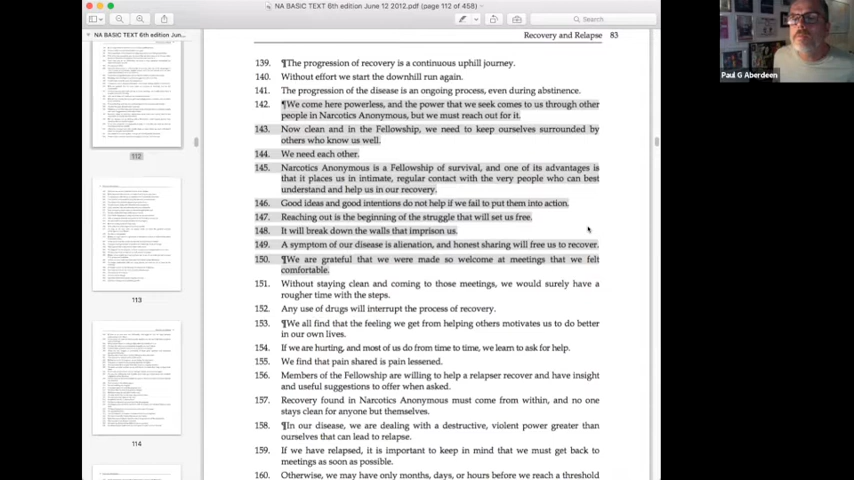 NA BASIC TEXT 6th edition June 12 2012.pdf (page 112 of 458)
Search
NA BASIC TEXT 6th edition Jun...
112
113
114
Recovery and Relapse 83
139. ¶The progression of recovery is a continuous uphill journey.
140. Without effort we start the downhill run again.
141. The progression of the disease is an ongoing process, even during abstinence.
142. ¶We come here powerless, and the power that we seek comes to us through other
people in Narcotics Anonymous, but we must reach out for it.
143. Now clean and in the Fellowship, we need to keep ourselves surrounded by
others who know us well.
144. We need each other.
145. Narcotics Anonymous is a Fellowship of survival, and one of its advantages is
that it places us in intimate, regular contact with the very people who can best
understand and help us in our recovery.
146. Good ideas and good intentions do not help if we fail to put them into action.
147. Reaching out is the beginning of the struggle that will set us free.
148. It will break down the walls that imprison us.
149. A symptom of our disease is alienation, and honest sharing will free us to recover.
150. ¶We are grateful that we were made so welcome at meetings that we felt
comfortable.
151. Without staying clean and coming to those meetings, we would surely have a
rougher time with the steps.
152. Any use of drugs will interrupt the process of recovery.
153. ¶We all find that the feeling we get from helping others motivates us to do better
in our own lives.
154. If we are hurting, and most of us do from time to time, we learn to ask for help.
155. We find that pain shared is pain lessened.
156. Members of the Fellowship are willing to help a relapser recover and have insight
and useful suggestions to offer when asked.
157. Recovery found in Narcotics Anonymous must come from within, and no one
stays clean for anyone but themselves.
158. ¶In our disease, we are dealing with a destructive, violent power greater than
ourselves that can lead to relapse.
159. If we have relapsed, it is important to keep in mind that we must get back to
meetings as soon as possible.
160. Otherwise, we may have only months, days, or hours before we reach a threshold
Paul G Aberdeen